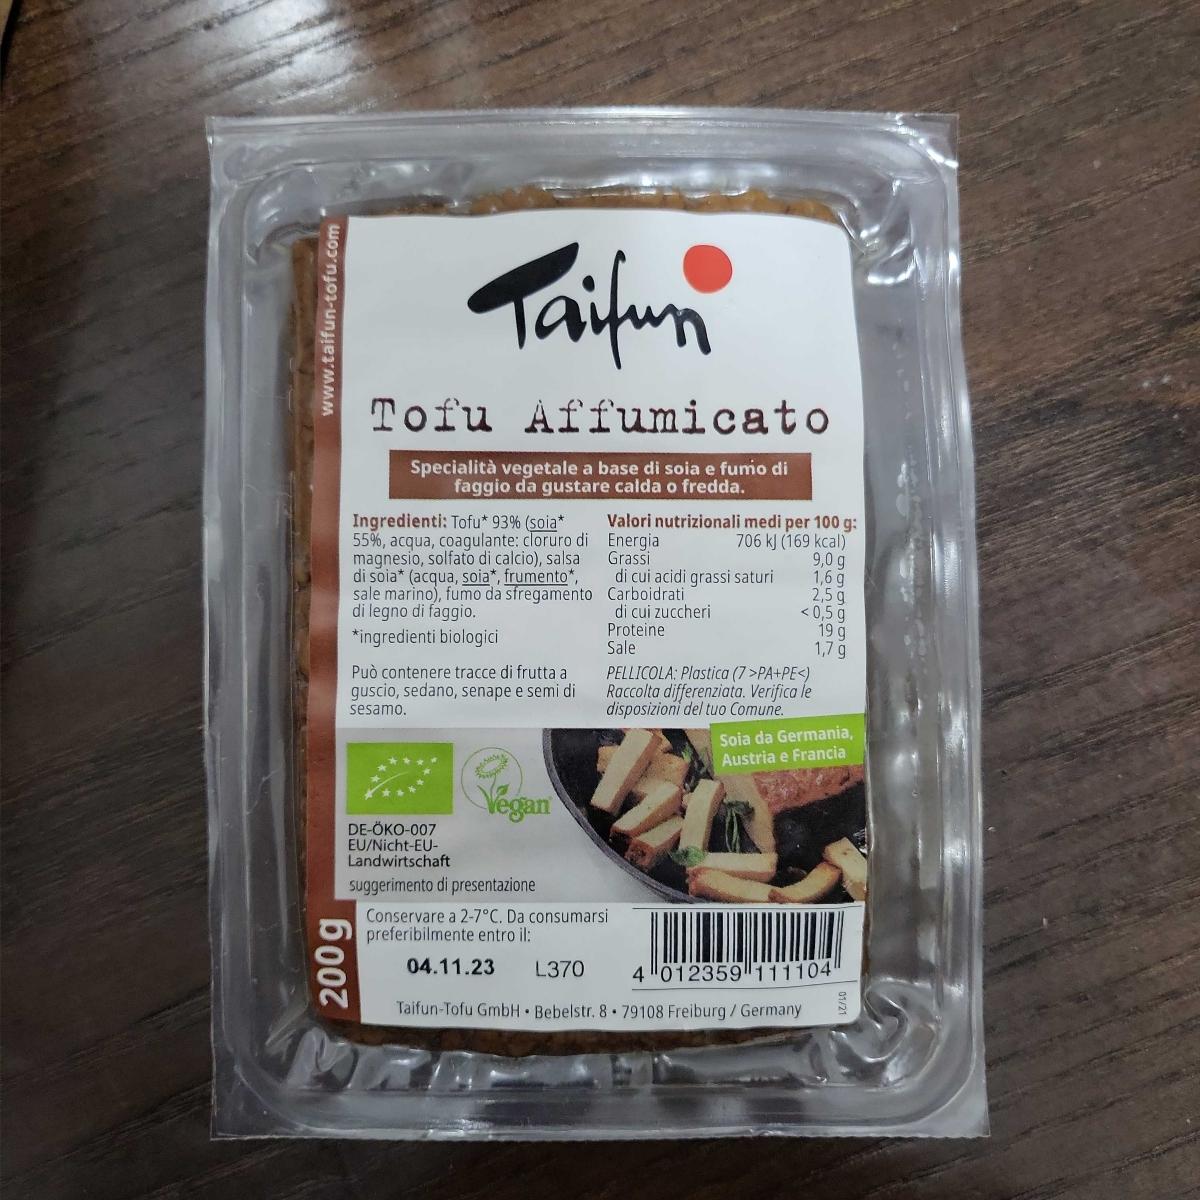 www.taifun-tofu.com
Taifun
Tofu Affumicato
Specialità vegetale a base di soia e fumo di
faggio da gustare calda o fredda.
Ingredienti: Tofu* 93% (soia*
55%, acqua, coagulante: cloruro di
magnesio, solfato di calcio), salsa
di soia* (acqua, soia*, frumento*,
sale marino), fumo da sfregamento
di legno di faggio.
*ingredienti biologici
Può contenere tracce di frutta a
guscio, sedano, senape e semi di
sesamo.
Valori nutrizionali medi per 100 g:
Energia 706 kJ (169 kcal)
Grassi 9,0 g
di cui acidi grassi saturi 1,6 g
Carboidrati 2,5 g
di cui zuccheri < 0,5 g
Proteine 19 g
Sale 1,7 g
PELLICOLA: Plastica (7 >PA+PE<)
Raccolta differenziata. Verifica le
disposizioni del tuo Comune.
Soia da Germania,
Austria e Francia
Vegan
DE-ÖKO-007
EU/Nicht-EU-
Landwirtschaft
suggerimento di presentazione
200g
Conservare a 2-7°C. Da consumarsi
preferibilmente entro il:
04.11.23 L370
4 012359 111104
01/21
Taifun-Tofu GmbH • Bebelstr. 8 • 79108 Freiburg / Germany